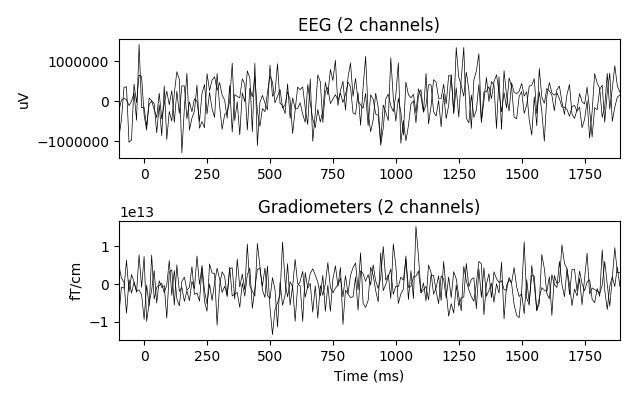 EEG (2 channels)
1000000
0
−1000000
uV
0 250 500 750 1000 1250 1500 1750
Gradiometers (2 channels)
1e13
1
0
−1
fT/cm
0 250 500 750 1000 1250 1500 1750
Time (ms)